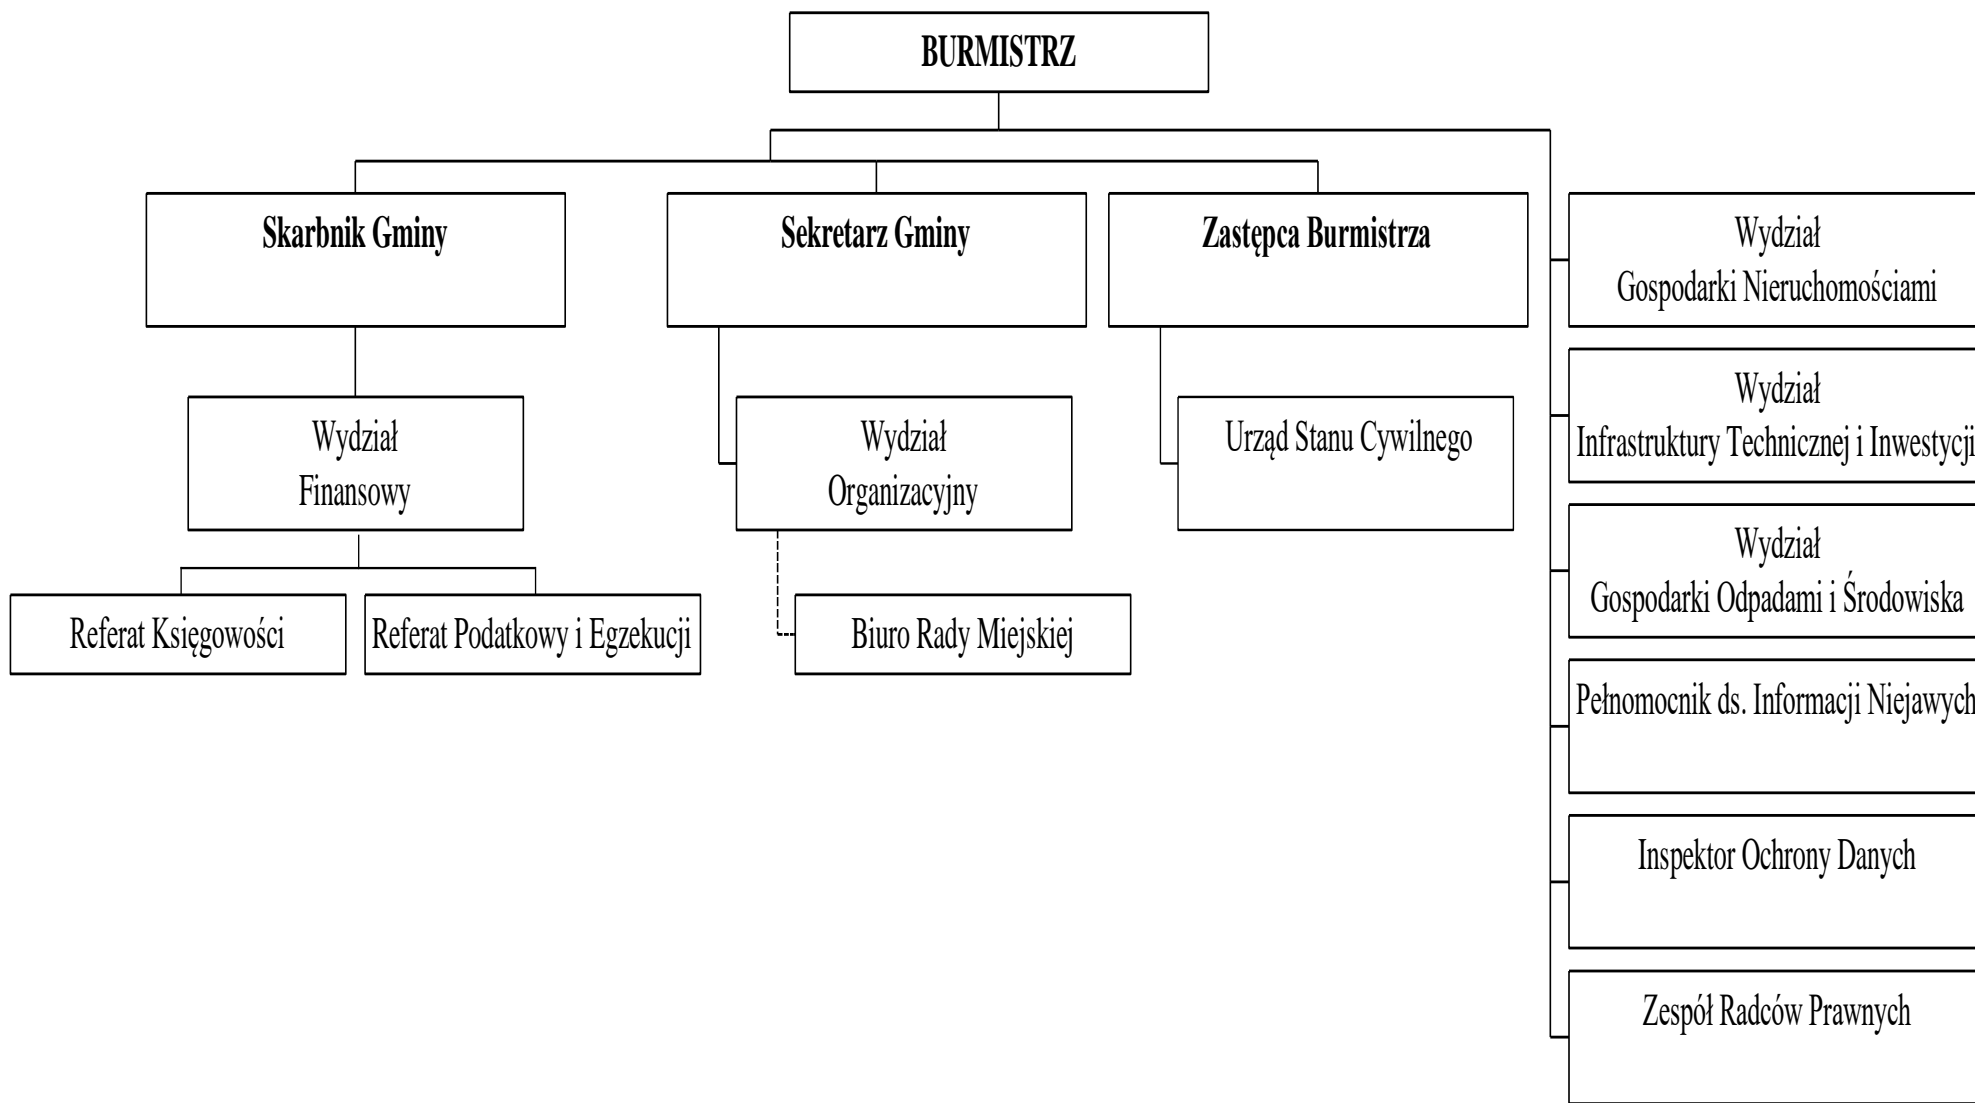 BURMISTRZ
Skarbnik Gminy
Sekretarz Gminy
Zastępca Burmistrza
Wydział
Finansowy
Wydział
Organizacyjny
Urząd Stanu Cywilnego
Referat Księgowości
Referat Podatkowy i Egzekucji
Biuro Rady Miejskiej
Wydział
Gospodarki Nieruchomościami
Wydział
Infrastruktury Technicznej i Inwestycji
Wydział
Gospodarki Odpadami i Środowiska
Pełnomocnik ds. Informacji Niejawych
Inspektor Ochrony Danych
Zespół Radców Prawnych